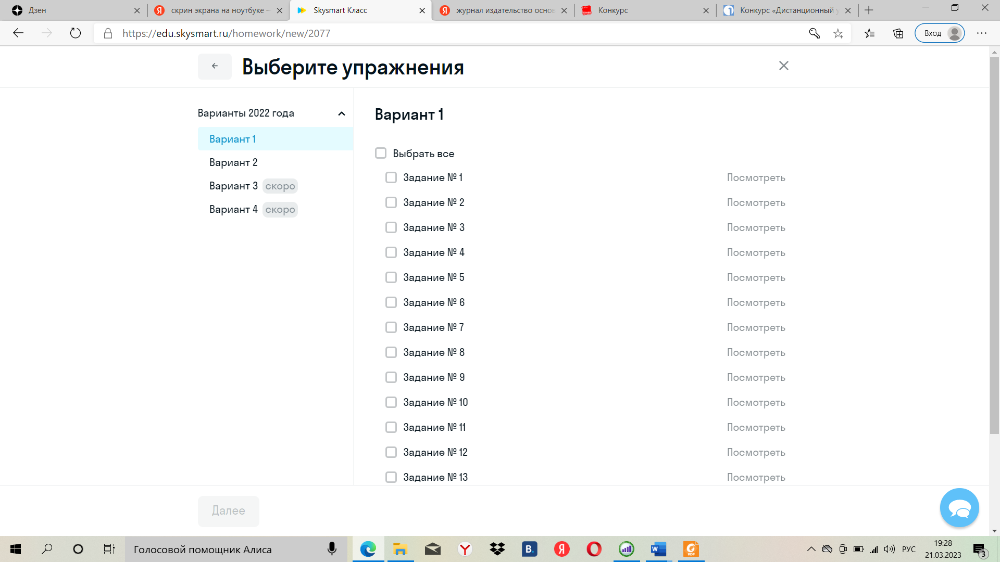 Дзен
скрин экрана на ноутбуке –
Skysmart Класс
журнал издательство основ
Конкурс
Конкурс «Дистанционный у
https://edu.skysmart.ru/homework/new/2077
Вход
Выберите упражнения
Варианты 2022 года
Вариант 1
Вариант 2
Вариант 3 скоро
Вариант 4 скоро
Вариант 1
Выбрать все
Задание № 1 Посмотреть
Задание № 2 Посмотреть
Задание № 3 Посмотреть
Задание № 4 Посмотреть
Задание № 5 Посмотреть
Задание № 6 Посмотреть
Задание № 7 Посмотреть
Задание № 8 Посмотреть
Задание № 9 Посмотреть
Задание № 10 Посмотреть
Задание № 11 Посмотреть
Задание № 12 Посмотреть
Задание № 13 Посмотреть
Далее
Голосовой помощник Алиса
РУС
19:28
21.03.2023
3